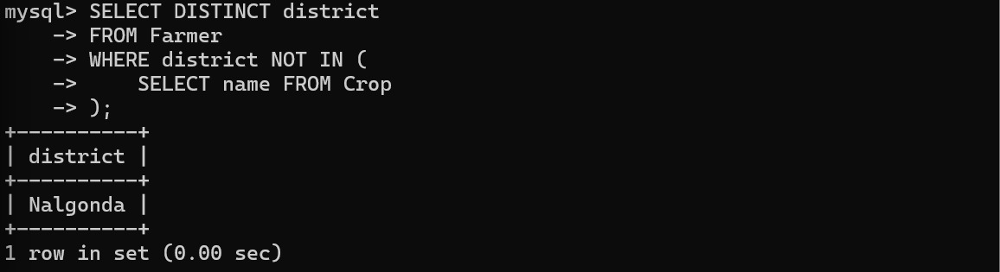 mysql> SELECT DISTINCT district
    -> FROM Farmer
    -> WHERE district NOT IN (
    ->     SELECT name FROM Crop
    -> );
+----------+
| district |
+----------+
| Nalgonda |
+----------+
1 row in set (0.00 sec)